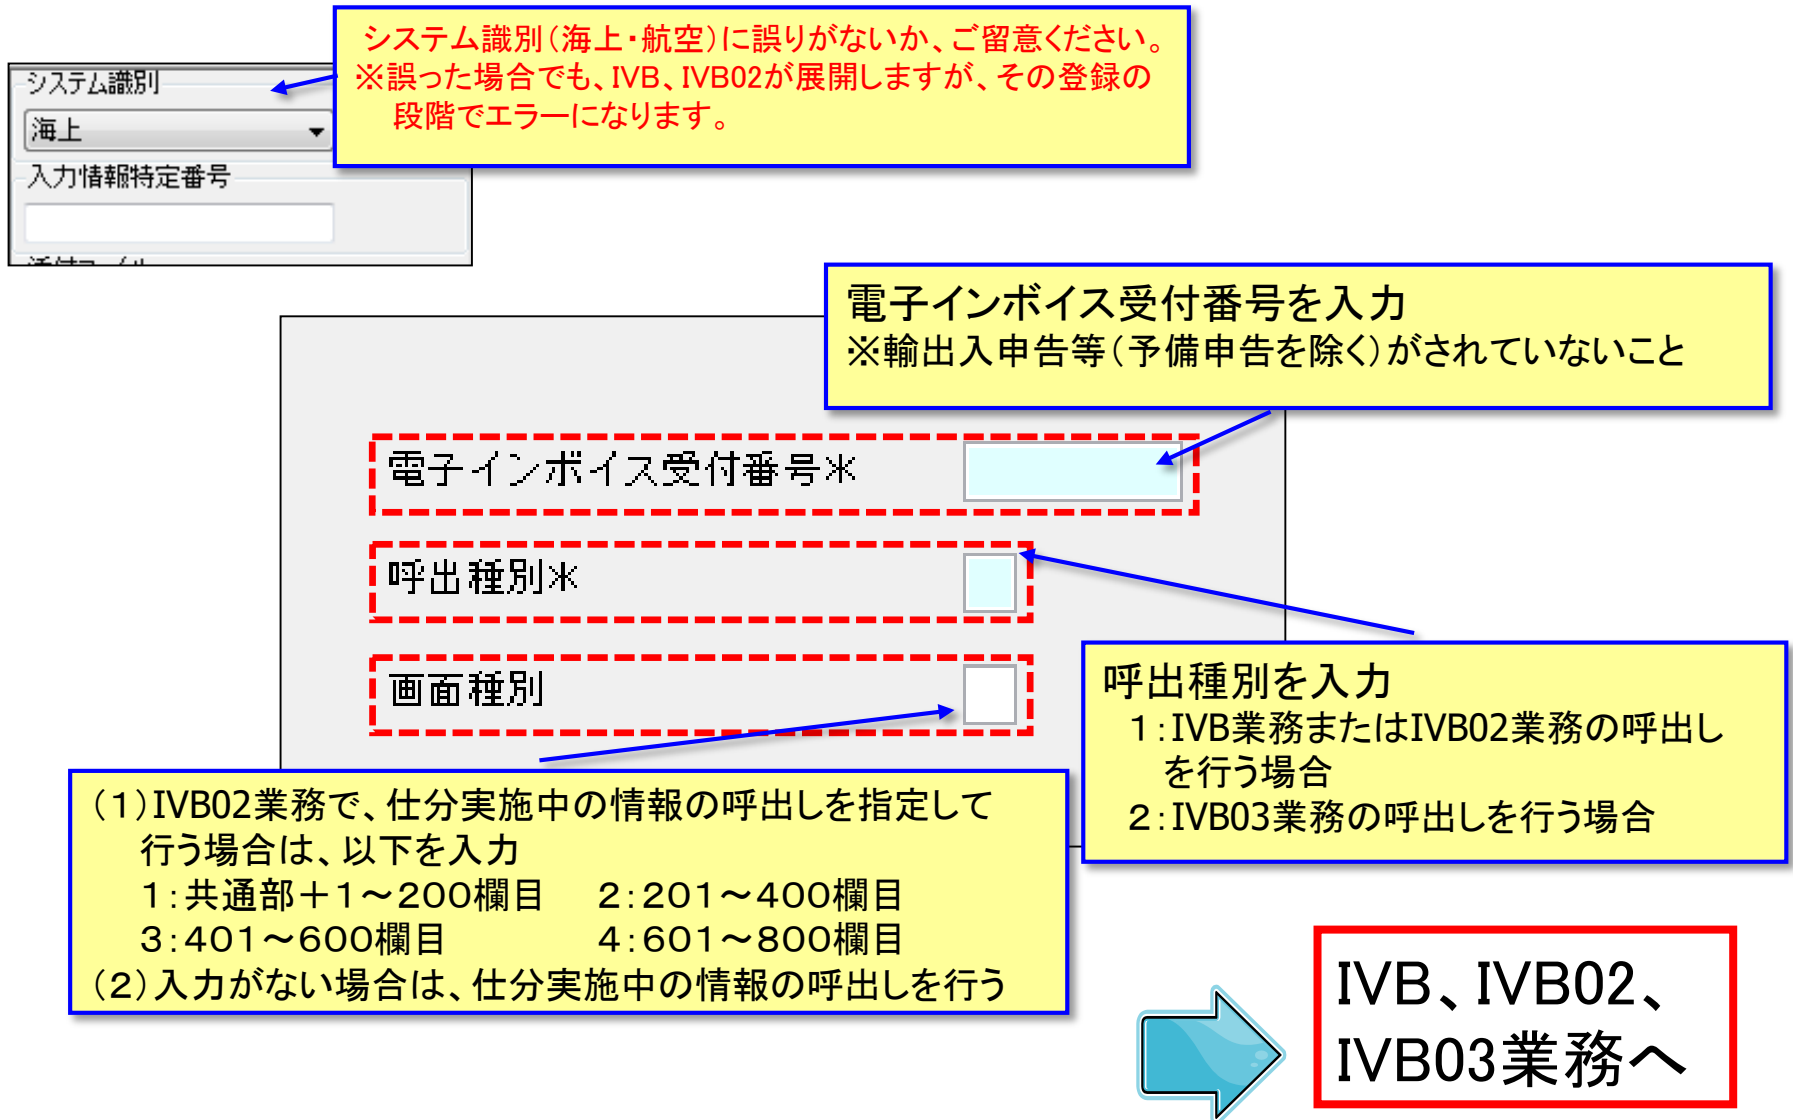 システム識別（海上・航空）に誤りがないか、ご留意ください。
※誤った場合でも、IVB、IVB02が展開しますが、その登録の
段階でエラーになります。
システム識別
海上
入力情報特定番号
電子インボイス受付番号を入力
※輸出入申告等（予備申告を除く）がされていないこと
電子インボイス受付番号＊
呼出種別＊
画面種別
呼出種別を入力
１：IVB業務またはIVB02業務の呼出し
を行う場合
２：IVB03業務の呼出しを行う場合
（１）IVB02業務で、仕分実施中の情報の呼出しを指定して
行う場合は、以下を入力
１：共通部＋１～２００欄目　２：２０１～４００欄目
３：４０１～６００欄目　４：６０１～８００欄目
（２）入力がない場合は、仕分実施中の情報の呼出しを行う
IVB、IVB02、
IVB03業務へ